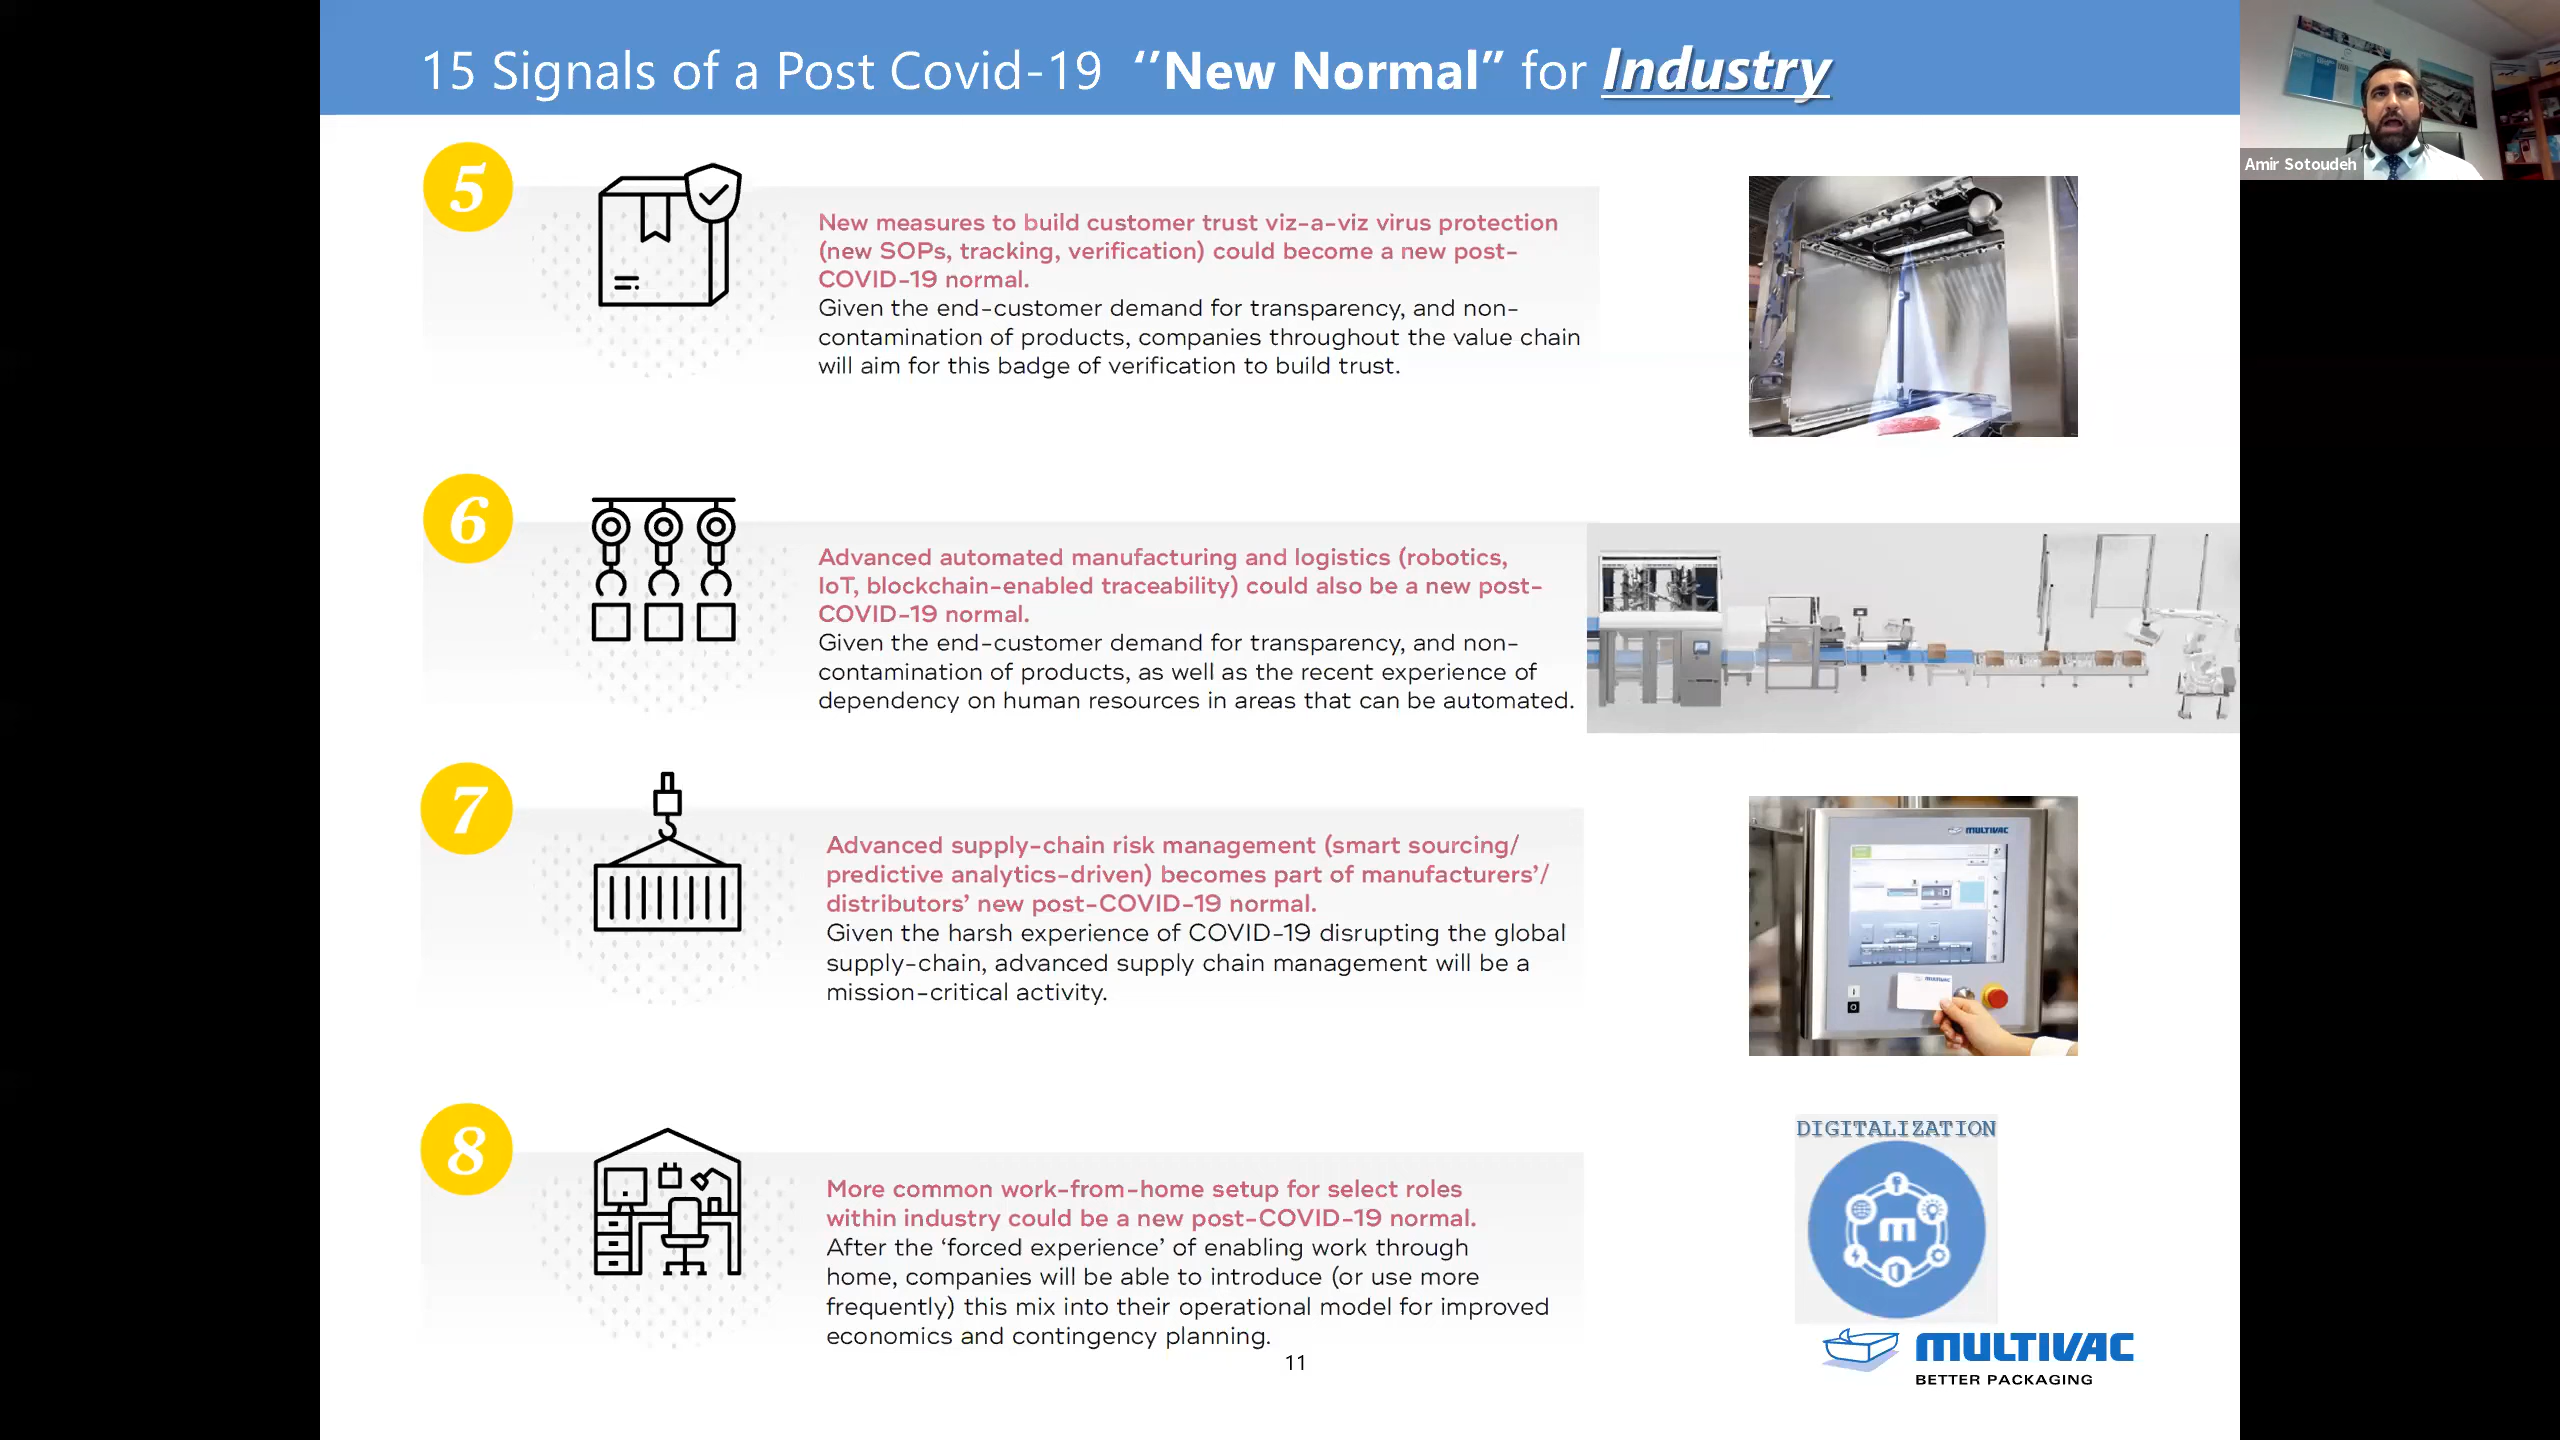 15 Signals of a Post Covid-19 “New Normal” for Industry
Amir Sotoudeh
5
New measures to build customer trust viz-a-viz virus protection
(new SOPs, tracking, verification) could become a new post-
COVID-19 normal.
Given the end-customer demand for transparency, and non-
contamination of products, companies throughout the value chain
will aim for this badge of verification to build trust.
6
Advanced automated manufacturing and logistics (robotics,
IoT, blockchain-enabled traceability) could also be a new post-
COVID-19 normal.
Given the end-customer demand for transparency, and non-
contamination of products, as well as the recent experience of
dependency on human resources in areas that can be automated.
7
Advanced supply-chain risk management (smart sourcing/
predictive analytics-driven) becomes part of manufacturers’/
distributors’ new post-COVID-19 normal.
Given the harsh experience of COVID-19 disrupting the global
supply-chain, advanced supply chain management will be a
mission-critical activity.
MULTIVAC
8
More common work-from-home setup for select roles
within industry could be a new post-COVID-19 normal.
After the ‘forced experience’ of enabling work through
home, companies will be able to introduce (or use more
frequently) this mix into their operational model for improved
economics and contingency planning.
DIGITALIZATION
m
MULTIVAC
BETTER PACKAGING
11